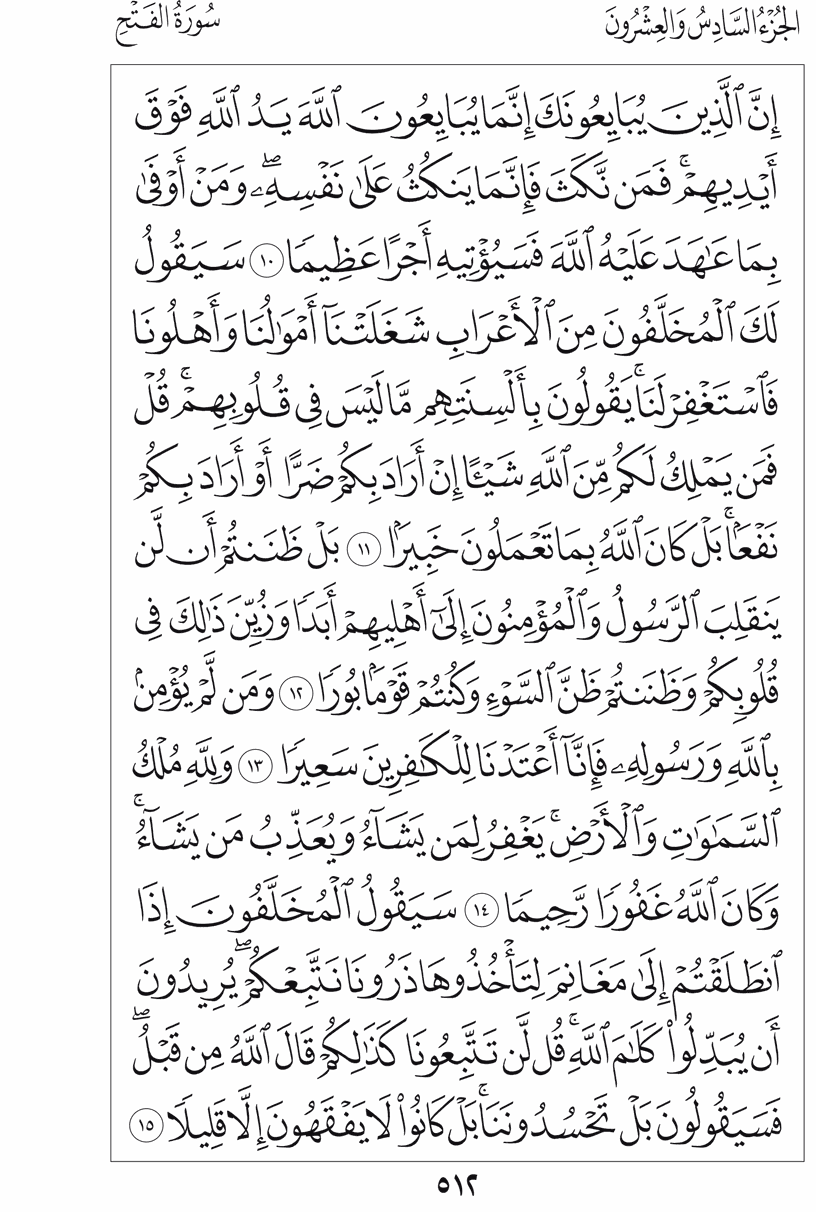 الجُزْءُ السَّادِسُ وَالعِشْرُونَ
سُورَةُ الفَتْحِ
إِنَّ ٱلَّذِينَ يُبَايِعُونَكَ إِنَّمَا يُبَايِعُونَ ٱللَّهَ يَدُ ٱللَّهِ فَوْقَ
أَيْدِيهِمْۚ فَمَن نَّكَثَ فَإِنَّمَا يَنكُثُ عَلَىٰ نَفْسِهِۦۖ وَمَنْ أَوْفَىٰ
بِمَا عَٰهَدَ عَلَيْهُ ٱللَّهَ فَسَيُؤْتِيهِ أَجْرًا عَظِيمًا ١٠ سَيَقُولُ
لَكَ ٱلْمُخَلَّفُونَ مِنَ ٱلْأَعْرَابِ شَغَلَتْنَآ أَمْوَٰلُنَا وَأَهْلُونَا
فَٱسْتَغْفِرْ لَنَاۚ يَقُولُونَ بِأَلْسِنَتِهِم مَّا لَيْسَ فِى قُلُوبِهِمْۚ قُلْ
فَمَن يَمْلِكُ لَكُم مِّنَ ٱللَّهِ شَيْـًٔا إِنْ أَرَادَ بِكُمْ ضَرًّا أَوْ أَرَادَ بِكُمْ
نَفْعًۢاۚ بَلْ كَانَ ٱللَّهُ بِمَا تَعْمَلُونَ خَبِيرًۢا ١١ بَلْ ظَنَنتُمْ أَن لَّن
يَنقَلِبَ ٱلرَّسُولُ وَٱلْمُؤْمِنُونَ إِلَىٰٓ أَهْلِيهِمْ أَبَدًا وَزُيِّنَ ذَٰلِكَ فِى
قُلُوبِكُمْ وَظَنَنتُمْ ظَنَّ ٱلسَّوْءِ وَكُنتُمْ قَوْمًۢا بُورًا ١٢ وَمَن لَّمْ يُؤْمِنۢ
بِٱللَّهِ وَرَسُولِهِۦ فَإِنَّآ أَعْتَدْنَا لِلْكَٰفِرِينَ سَعِيرًا ١٣ وَلِلَّهِ مُلْكُ
ٱلسَّمَٰوَٰتِ وَٱلْأَرْضِۚ يَغْفِرُ لِمَن يَشَآءُ وَيُعَذِّبُ مَن يَشَآءُۚ
وَكَانَ ٱللَّهُ غَفُورًا رَّحِيمًا ١٤ سَيَقُولُ ٱلْمُخَلَّفُونَ إِذَا
ٱنطَلَقْتُمْ إِلَىٰ مَغَانِمَ لِتَأْخُذُوهَا ذَرُونَا نَتَّبِعْكُمْۖ يُرِيدُونَ
أَن يُبَدِّلُوا۟ كَلَٰمَ ٱللَّهِۚ قُل لَّن تَتَّبِعُونَا كَذَٰلِكُمْ قَالَ ٱللَّهُ مِن قَبْلُۖ
فَسَيَقُولُونَ بَلْ تَحْسُدُونَنَاۚ بَلْ كَانُوا۟ لَا يَفْقَهُونَ إِلَّا قَلِيلًا ١٥
٥١٢